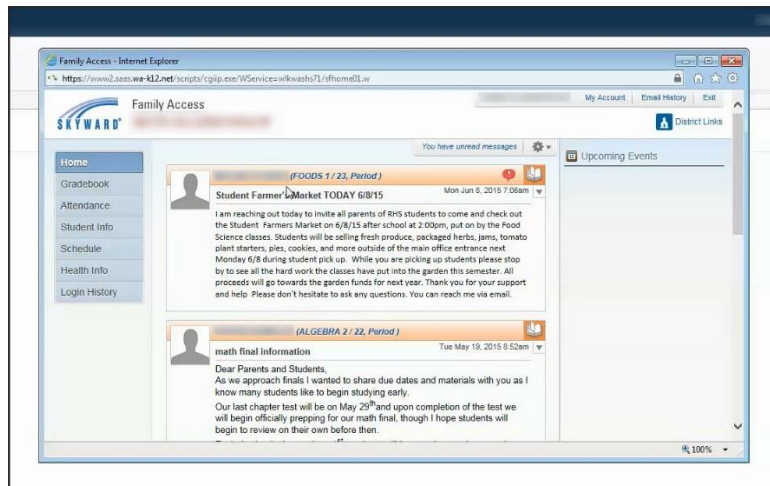 Family Access - Internet Explorer
https://www2.saas.wa-k12.net/scripts/cgiip.exe/WService=wlkwashs71/sfhome01.w
SKYWARD®
Family Access
My Account | Email History | Exit
District Links
You have unread messages
Home
Gradebook
Attendance
Student Info
Schedule
Health Info
Login History
(FOODS 1 / 23, Period )
Student Farmer's Market TODAY 6/8/15
Mon Jun 8, 2015 7:06am
I am reaching out today to invite all parents of RHS students to come and check out
the Student Farmers Market on 6/8/15 after school at 2:00pm, put on by the Food
Science classes. Students will be selling fresh produce, packaged herbs, jams, tomato
plant starters, pies, cookies, and more outside of the main office entrance next
Monday 6/8 during student pick up. While you are picking up students please stop
by to see all the hard work the classes have put into the garden this semester. All
proceeds will go towards the garden funds for next year. Thank you for your support
and help. Please don't hesitate to ask any questions. You can reach me via email.
(ALGEBRA 2 / 22, Period )
math final information
Tue May 19, 2015 8:52am
Dear Parents and Students,
As we approach finals I wanted to share due dates and materials with you as I
know many students like to begin studying early.
Our last chapter test will be on May 29th and upon completion of the test we
will begin officially prepping for our math final, though I hope students will
begin to review on their own before then.
Upcoming Events
100%